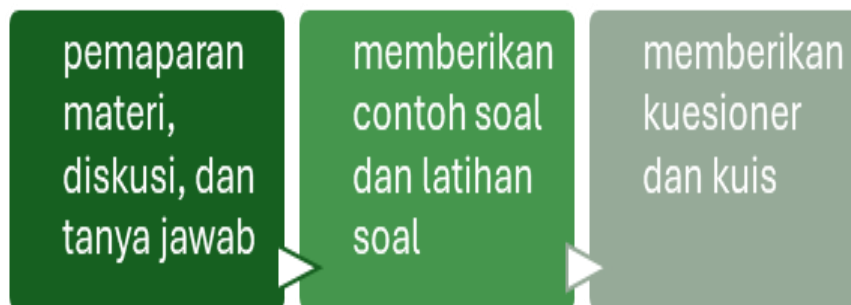 pemaparan
materi,
diskusi, dan
tanya jawab
memberikan
contoh soal
dan latihan
soal
memberikan
kuesioner
dan kuis